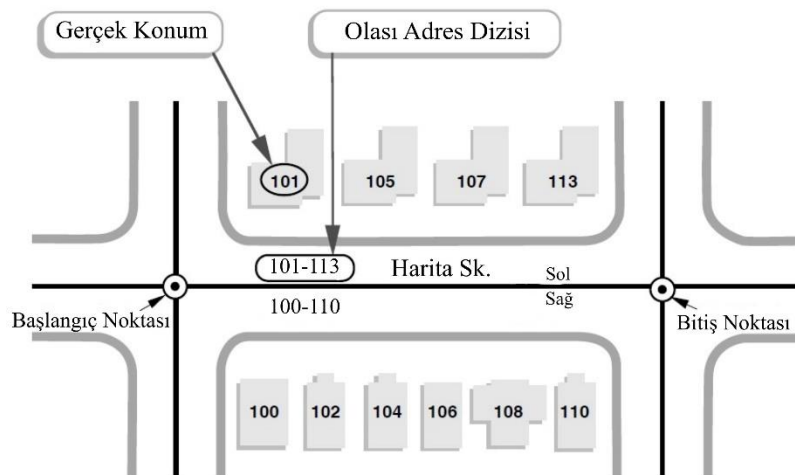 Gerçek Konum
Olası Adres Dizisi
101
105
107
113
101-113
Harita Sk.
Sol
Sağ
100-110
Başlangıç Noktası
Bitiş Noktası
100
102
104
106
108
110